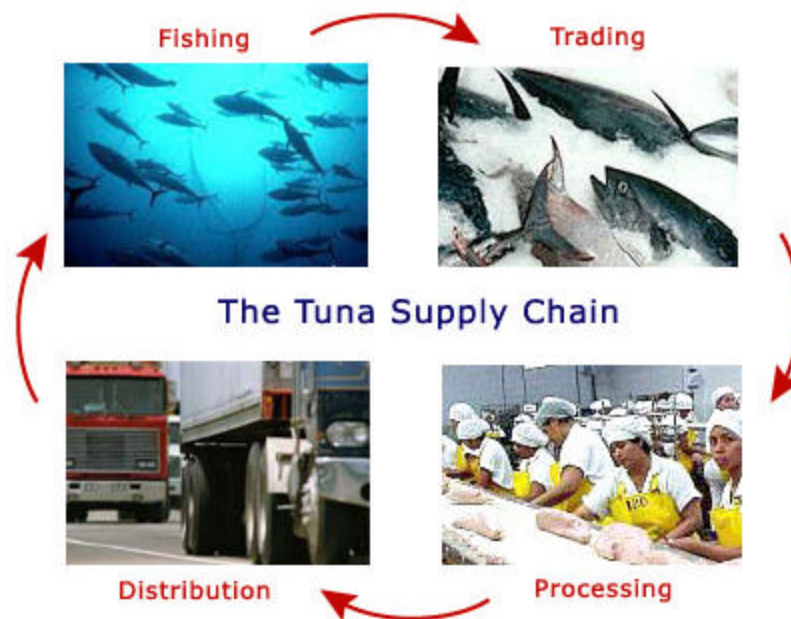 Fishing
Trading
The Tuna Supply Chain
Distribution
Processing